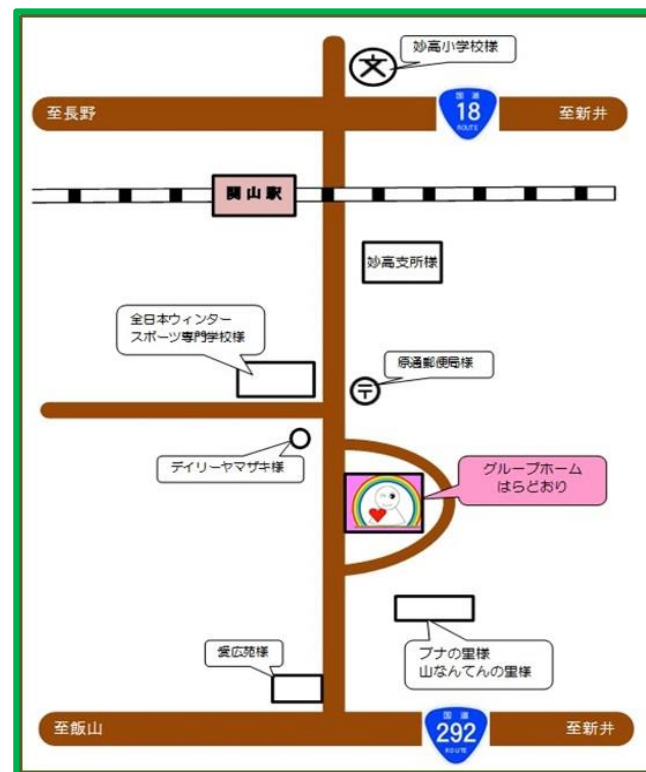 妙高小学校様
文
国道
18
ROUTE
至長野
至新井
関山駅
妙高支所様
全日本ウィンター
スポーツ専門学校様
原通郵便局様
〒
デイリーヤマザキ様
グループホーム
はらどおり
ブナの里様
山なんてんの里様
愛広苑様
国道
292
ROUTE
至飯山
至新井